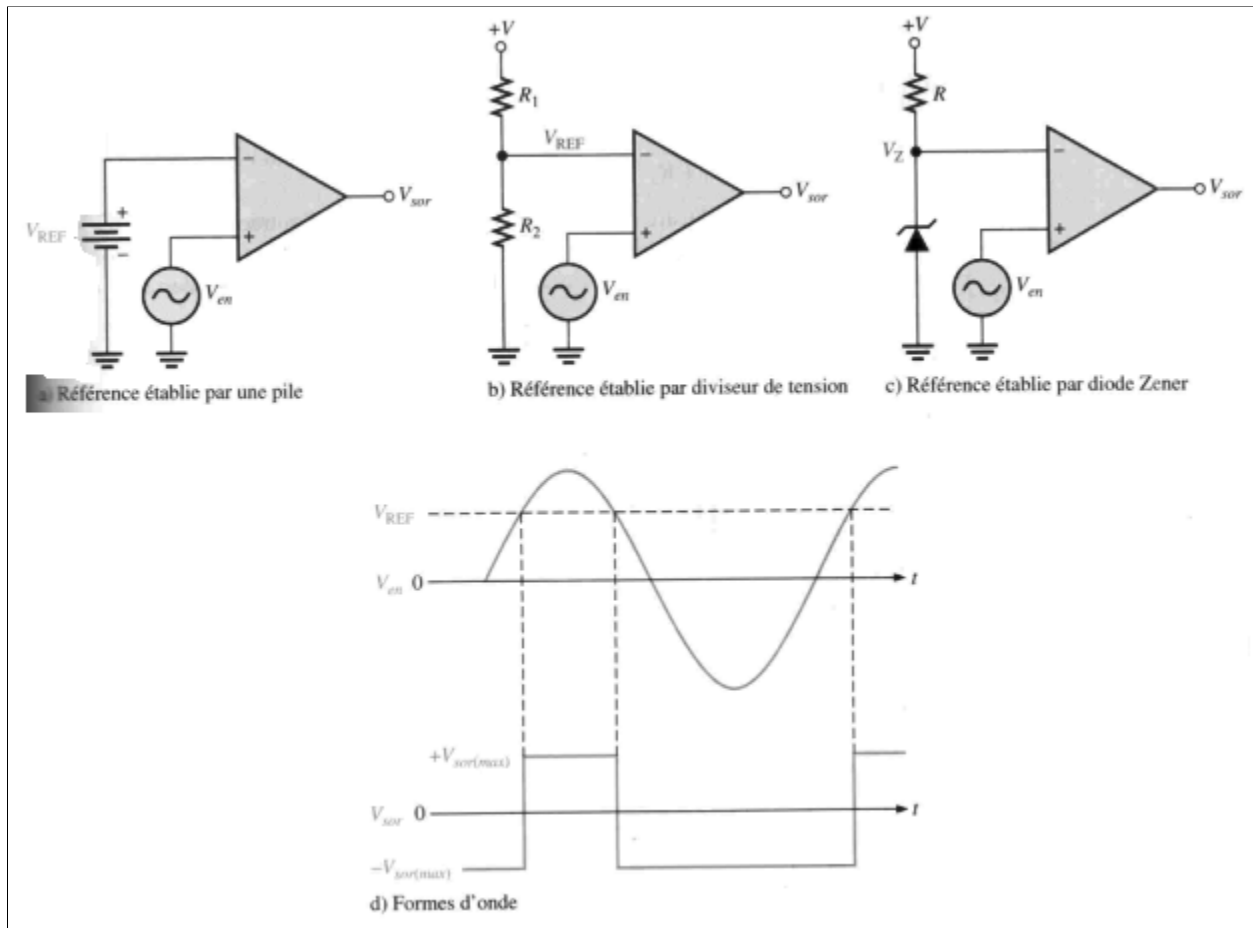 +V
R1
VREF
R2
+V
R
VZ
−
+
Vsor
VREF
+
−
Ven
−
+
Vsor
Ven
−
+
Vsor
Ven
a) Référence établie par une pile
b) Référence établie par diviseur de tension
c) Référence établie par diode Zener
VREF
Ven 0
t
+Vsor(max)
Vsor 0
t
−Vsor(max)
d) Formes d'onde